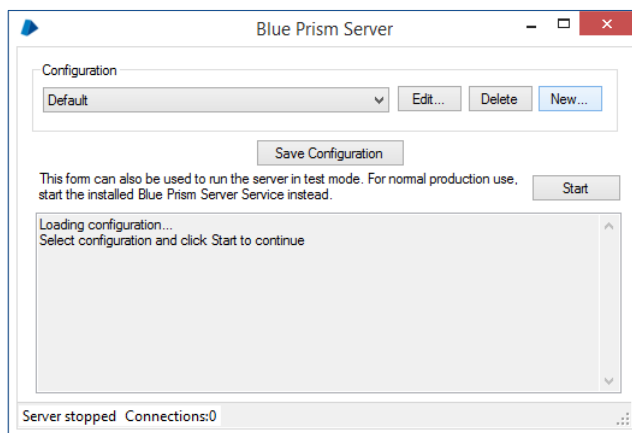 Blue Prism Server
Configuration
Default
Edit...
Delete
New...
Save Configuration
This form can also be used to run the server in test mode. For normal production use,
start the installed Blue Prism Server Service instead.
Start
Loading configuration...
Select configuration and click Start to continue
Server stopped Connections:0